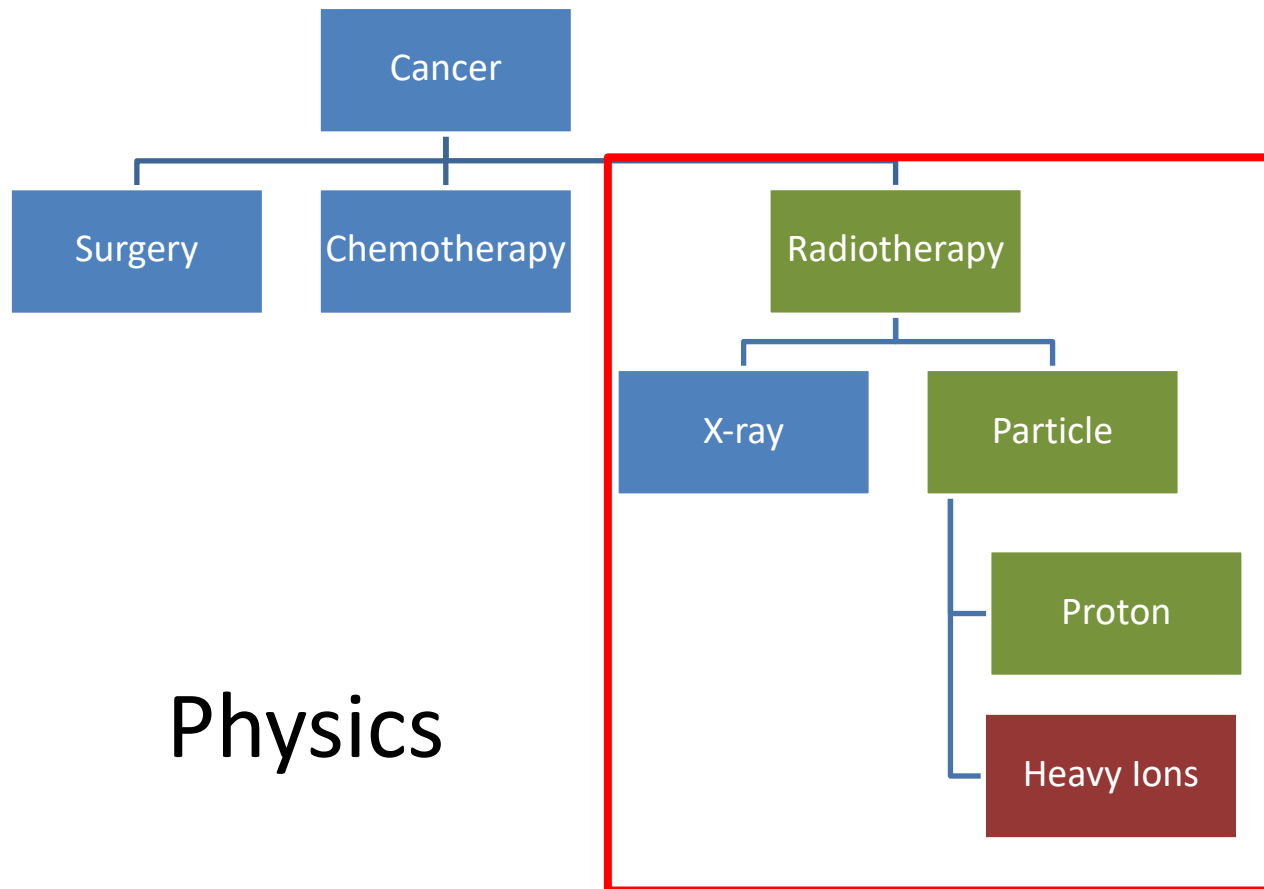 Cancer
Surgery
Chemotherapy
Radiotherapy
X-ray
Particle
Proton
Heavy Ions
Physics